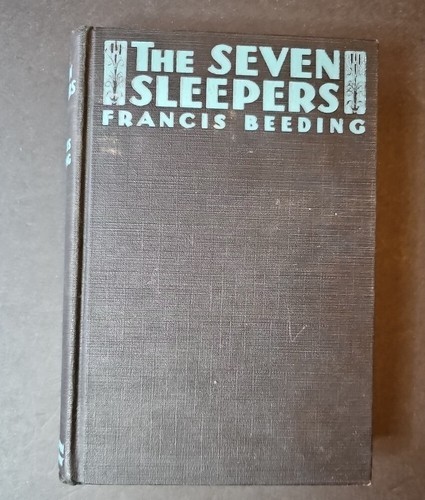 THE SEVEN
SLEEPERS
FRANCIS BEEDING